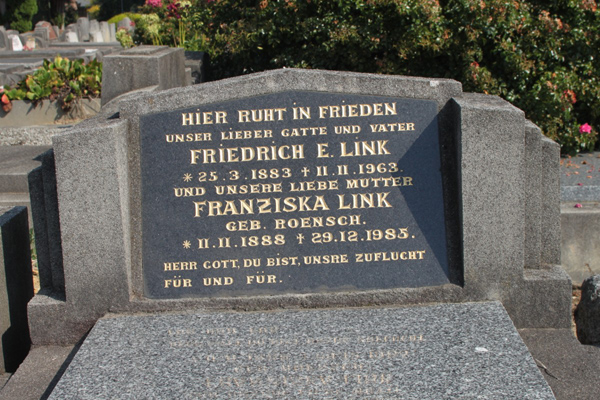 HIER RUHT IN FRIEDEN
UNSER LIEBER GATTE UND VATER
FRIEDRICH E. LINK
* 25.3.1883 † 11.11.1963.
UND UNSERE LIEBE MUTTER
FRANZISKA LINK
GEB. ROENSCH.
* 11.11.1888 † 29.12.1985.
HERR GOTT, DU BIST, UNSRE ZUFLUCHT
FÜR UND FÜR.